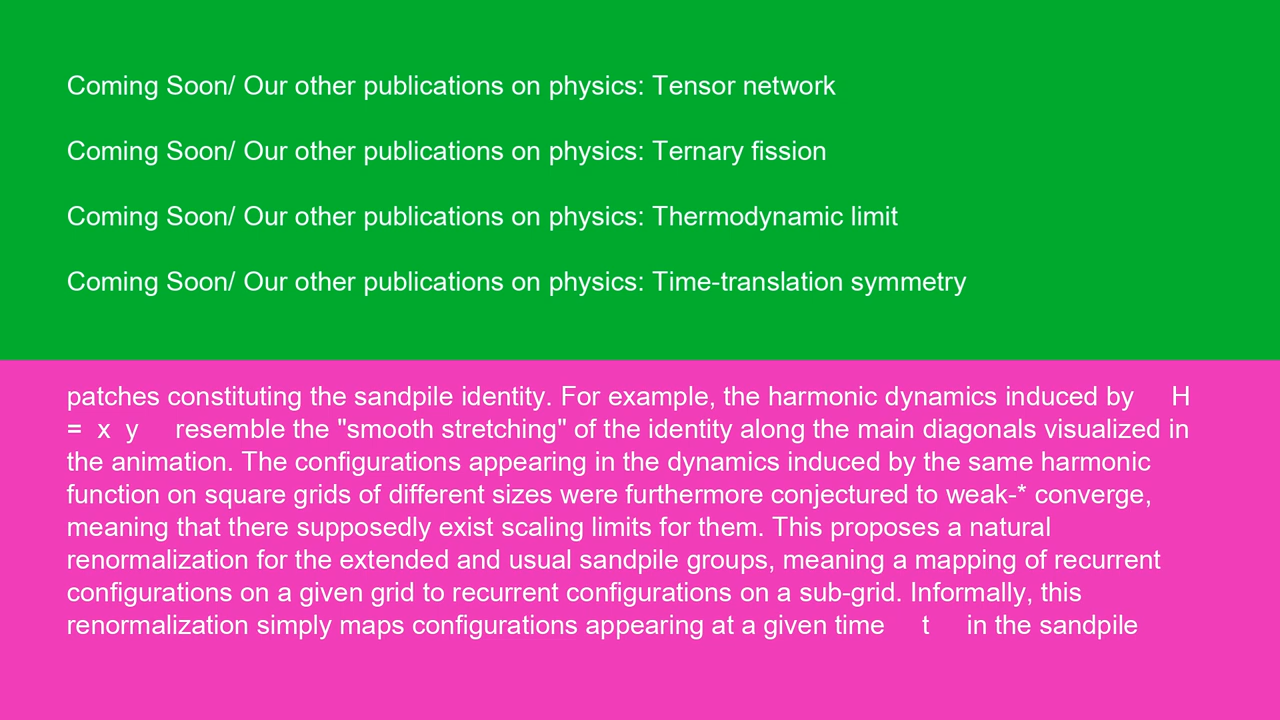 Coming Soon/ Our other publications on physics: Tensor network
Coming Soon/ Our other publications on physics: Ternary fission
Coming Soon/ Our other publications on physics: Thermodynamic limit
Coming Soon/ Our other publications on physics: Time-translation symmetry
patches constituting the sandpile identity. For example, the harmonic dynamics induced by H
= x y resemble the "smooth stretching" of the identity along the main diagonals visualized in
the animation. The configurations appearing in the dynamics induced by the same harmonic
function on square grids of different sizes were furthermore conjectured to weak-* converge,
meaning that there supposedly exist scaling limits for them. This proposes a natural
renormalization for the extended and usual sandpile groups, meaning a mapping of recurrent
configurations on a given grid to recurrent configurations on a sub-grid. Informally, this
renormalization simply maps configurations appearing at a given time t in the sandpile